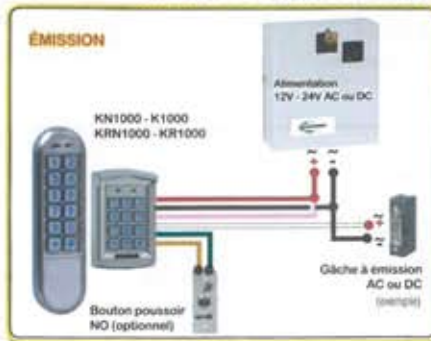 ÉMISSION
Alimentation
12V - 24V AC ou DC
KN1000 - K1000
KRN1000 - KR1000
~ ~
+ -
~
+
~
-
Gâche à émission
AC ou DC
(exemple)
Bouton poussoir
NO (optionnel)